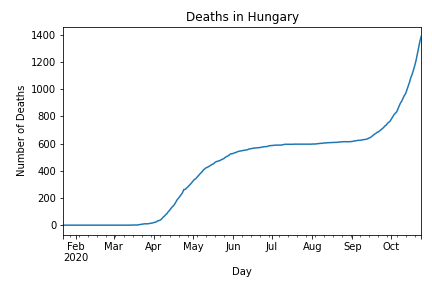 Deaths in Hungary
1400
1200
1000
800
600
400
200
0
Number of Deaths
Feb Mar Apr May Jun Jul Aug Sep Oct
2020
Day